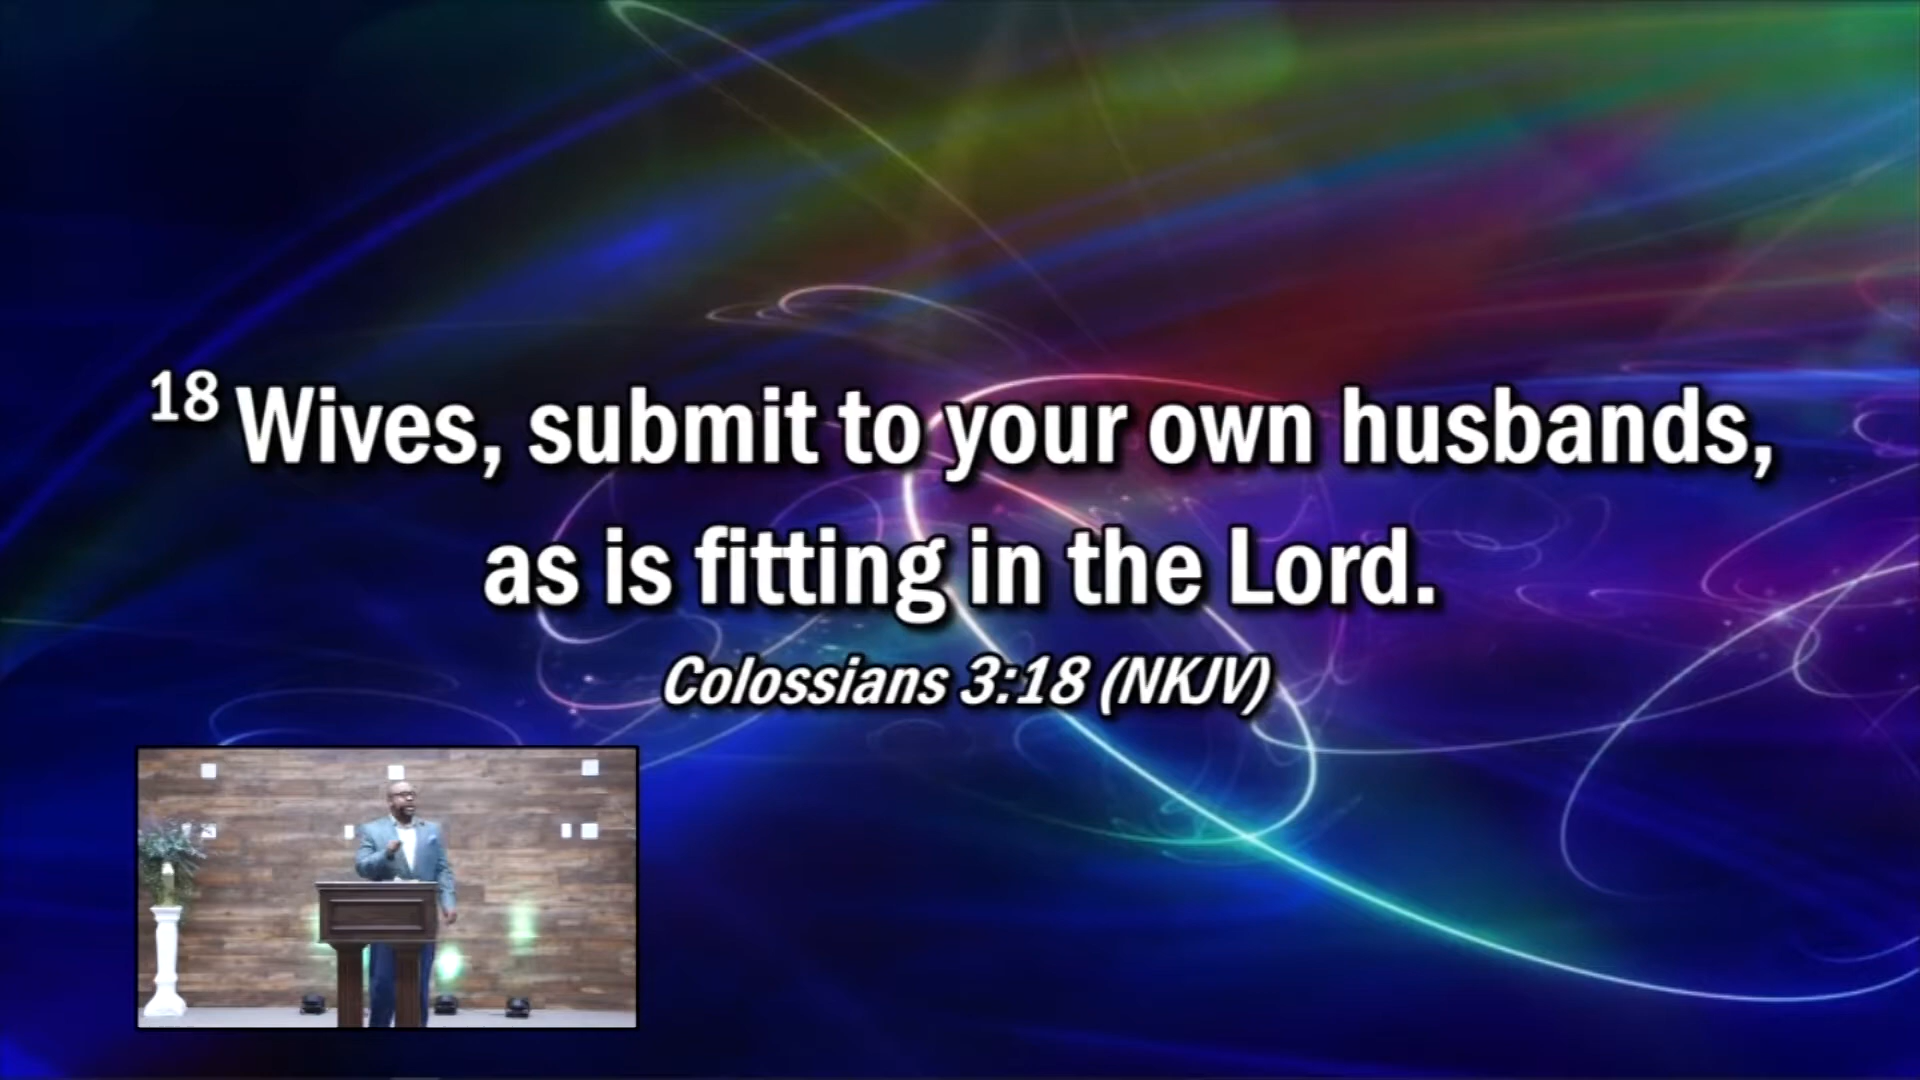 18 Wives, submit to your own husbands,
as is fitting in the Lord.
Colossians 3:18 (NKJV)